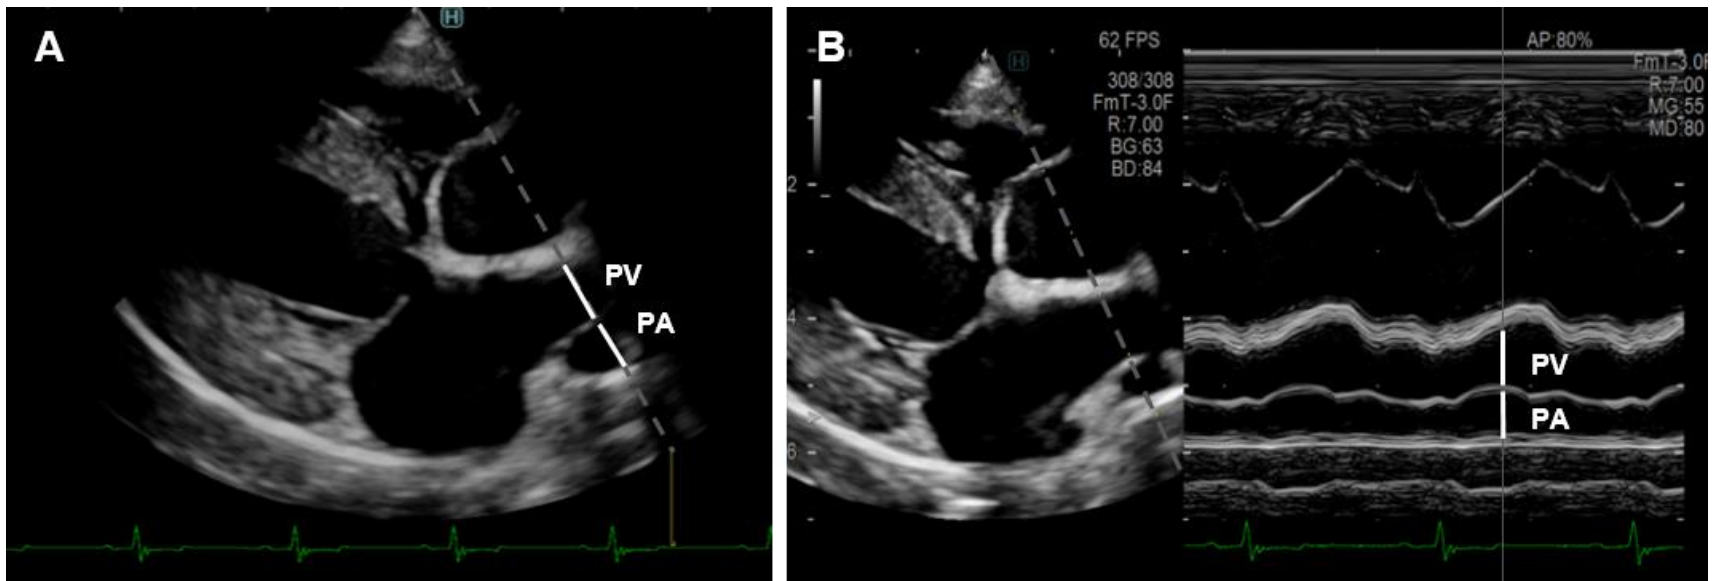 A
H
PV
PA
B
H
62 FPS
308/308
FmT-3.0F
R:7.00
BG:63
BD:84
2
4
6
AP:80%
FmT-3.0F
R:7.00
MG:55
MD:80
PV
PA